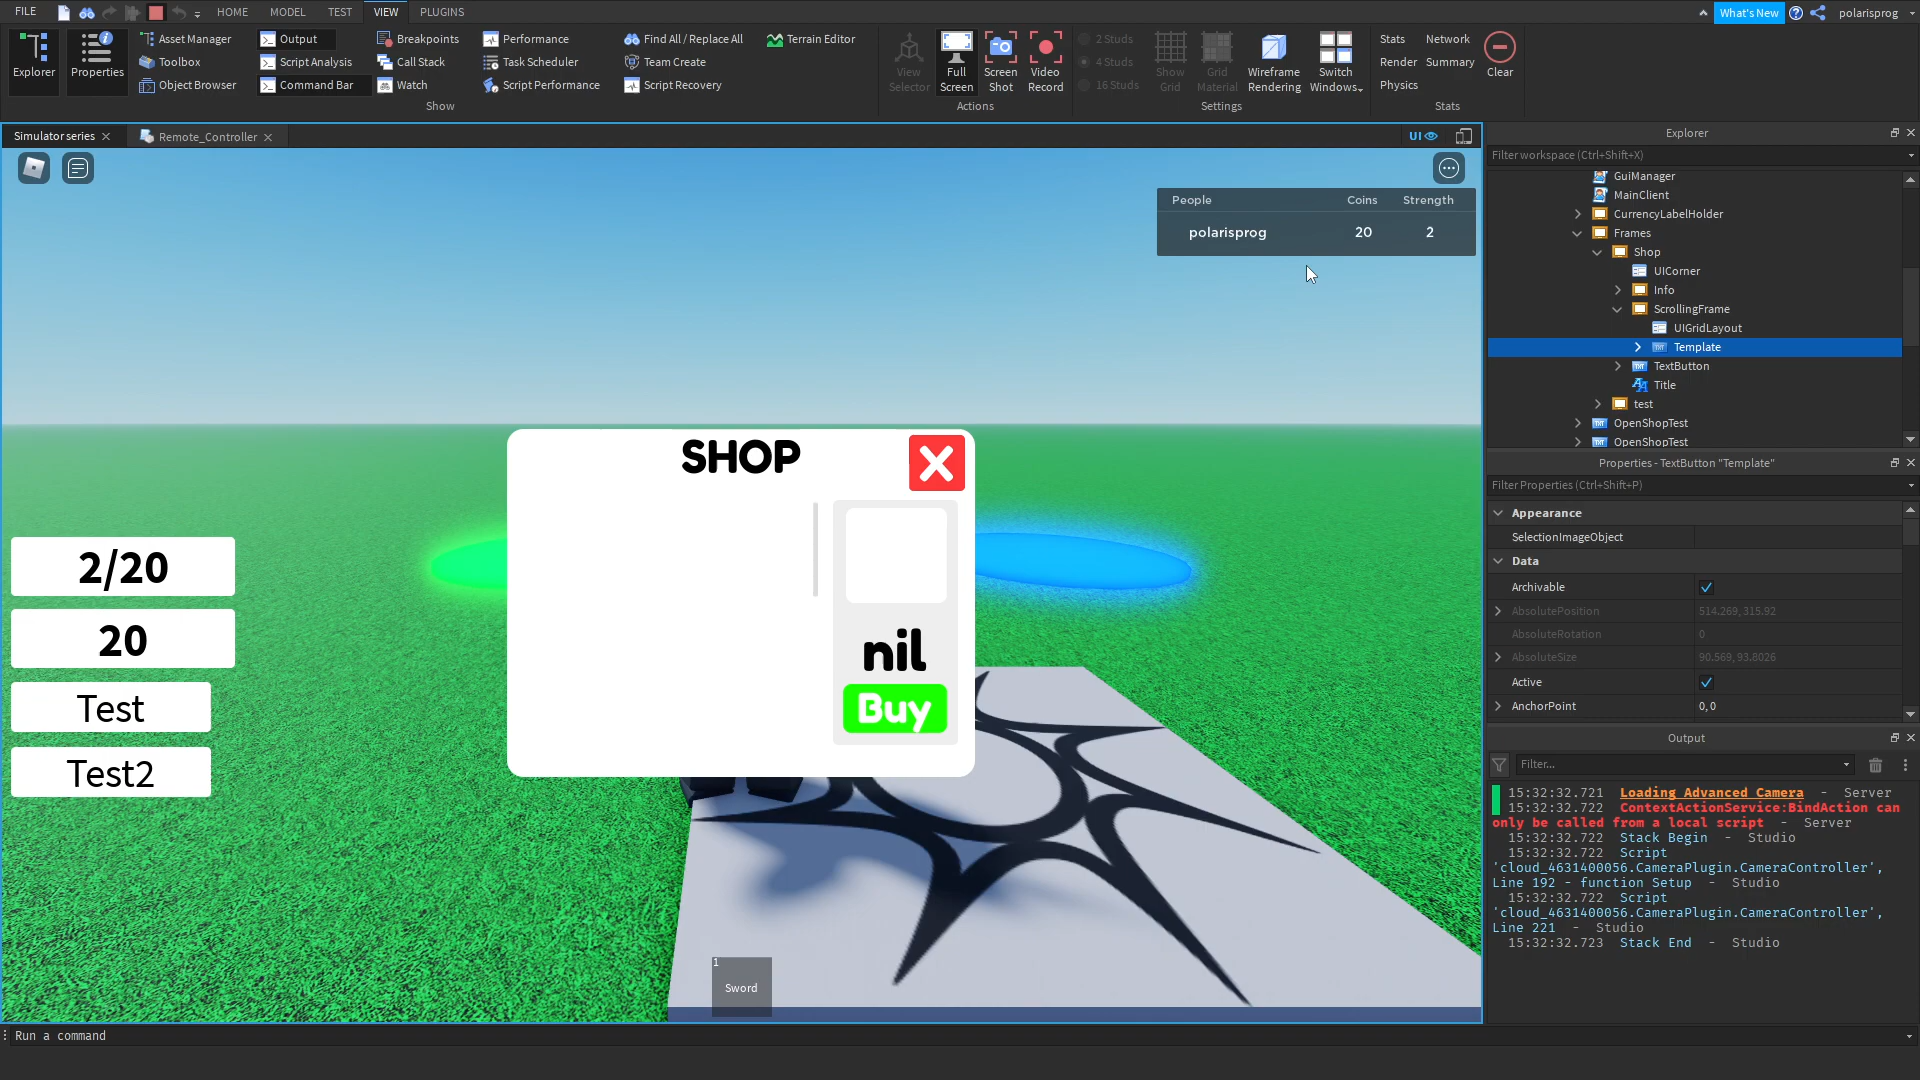 FILE HOME MODEL TEST VIEW PLUGINS What's New polarisprog
Explorer
Properties
Asset Manager
Toolbox
Object Browser
Output
Script Analysis
Command Bar
Breakpoints
Call Stack
Watch
Show
Performance
Task Scheduler
Script Performance
Find All / Replace All
Team Create
Script Recovery
Terrain Editor
View
Selector
Full
Screen
Screen
Shot
Video
Record
Actions
2 Studs
4 Studs
16 Studs
Show
Grid
Grid
Material
Wireframe
Rendering
Switch
Windows
Settings
Stats Network
Render Summary
Physics
Clear
Stats
Simulator series
Remote_Controller
UI
People Coins Strength
polarisprog 20 2
SHOP
nil
Buy
2/20
20
Test
Test2
1
Sword
Explorer
Filter workspace (Ctrl+Shift+X)
GuiManager
MainClient
CurrencyLabelHolder
Frames
Shop
UICorner
Info
ScrollingFrame
UIGridLayout
Template
TextButton
Title
test
OpenShopTest
OpenShopTest
Properties - TextButton "Template"
Filter Properties (Ctrl+Shift+P)
Appearance
SelectionImageObject
Data
Archivable
AbsolutePosition 514.269, 315.92
AbsoluteRotation 0
AbsoluteSize 90.569, 93.8026
Active
AnchorPoint 0, 0
Output
Filter...
15:32:32.721 Loading Advanced Camera - Server
15:32:32.722 ContextActionService:BindAction can
only be called from a local script - Server
15:32:32.722 Stack Begin - Studio
15:32:32.722 Script
'cloud_4631400056.CameraPlugin.CameraController',
Line 192 - function Setup - Studio
15:32:32.722 Script
'cloud_4631400056.CameraPlugin.CameraController',
Line 221 - Studio
15:32:32.723 Stack End - Studio
Run a command